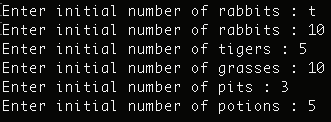 Enter initial number of rabbits : t
Enter initial number of rabbits : 10
Enter initial number of tigers : 5
Enter initial number of grasses : 10
Enter initial number of pits : 3
Enter initial number of potions : 5